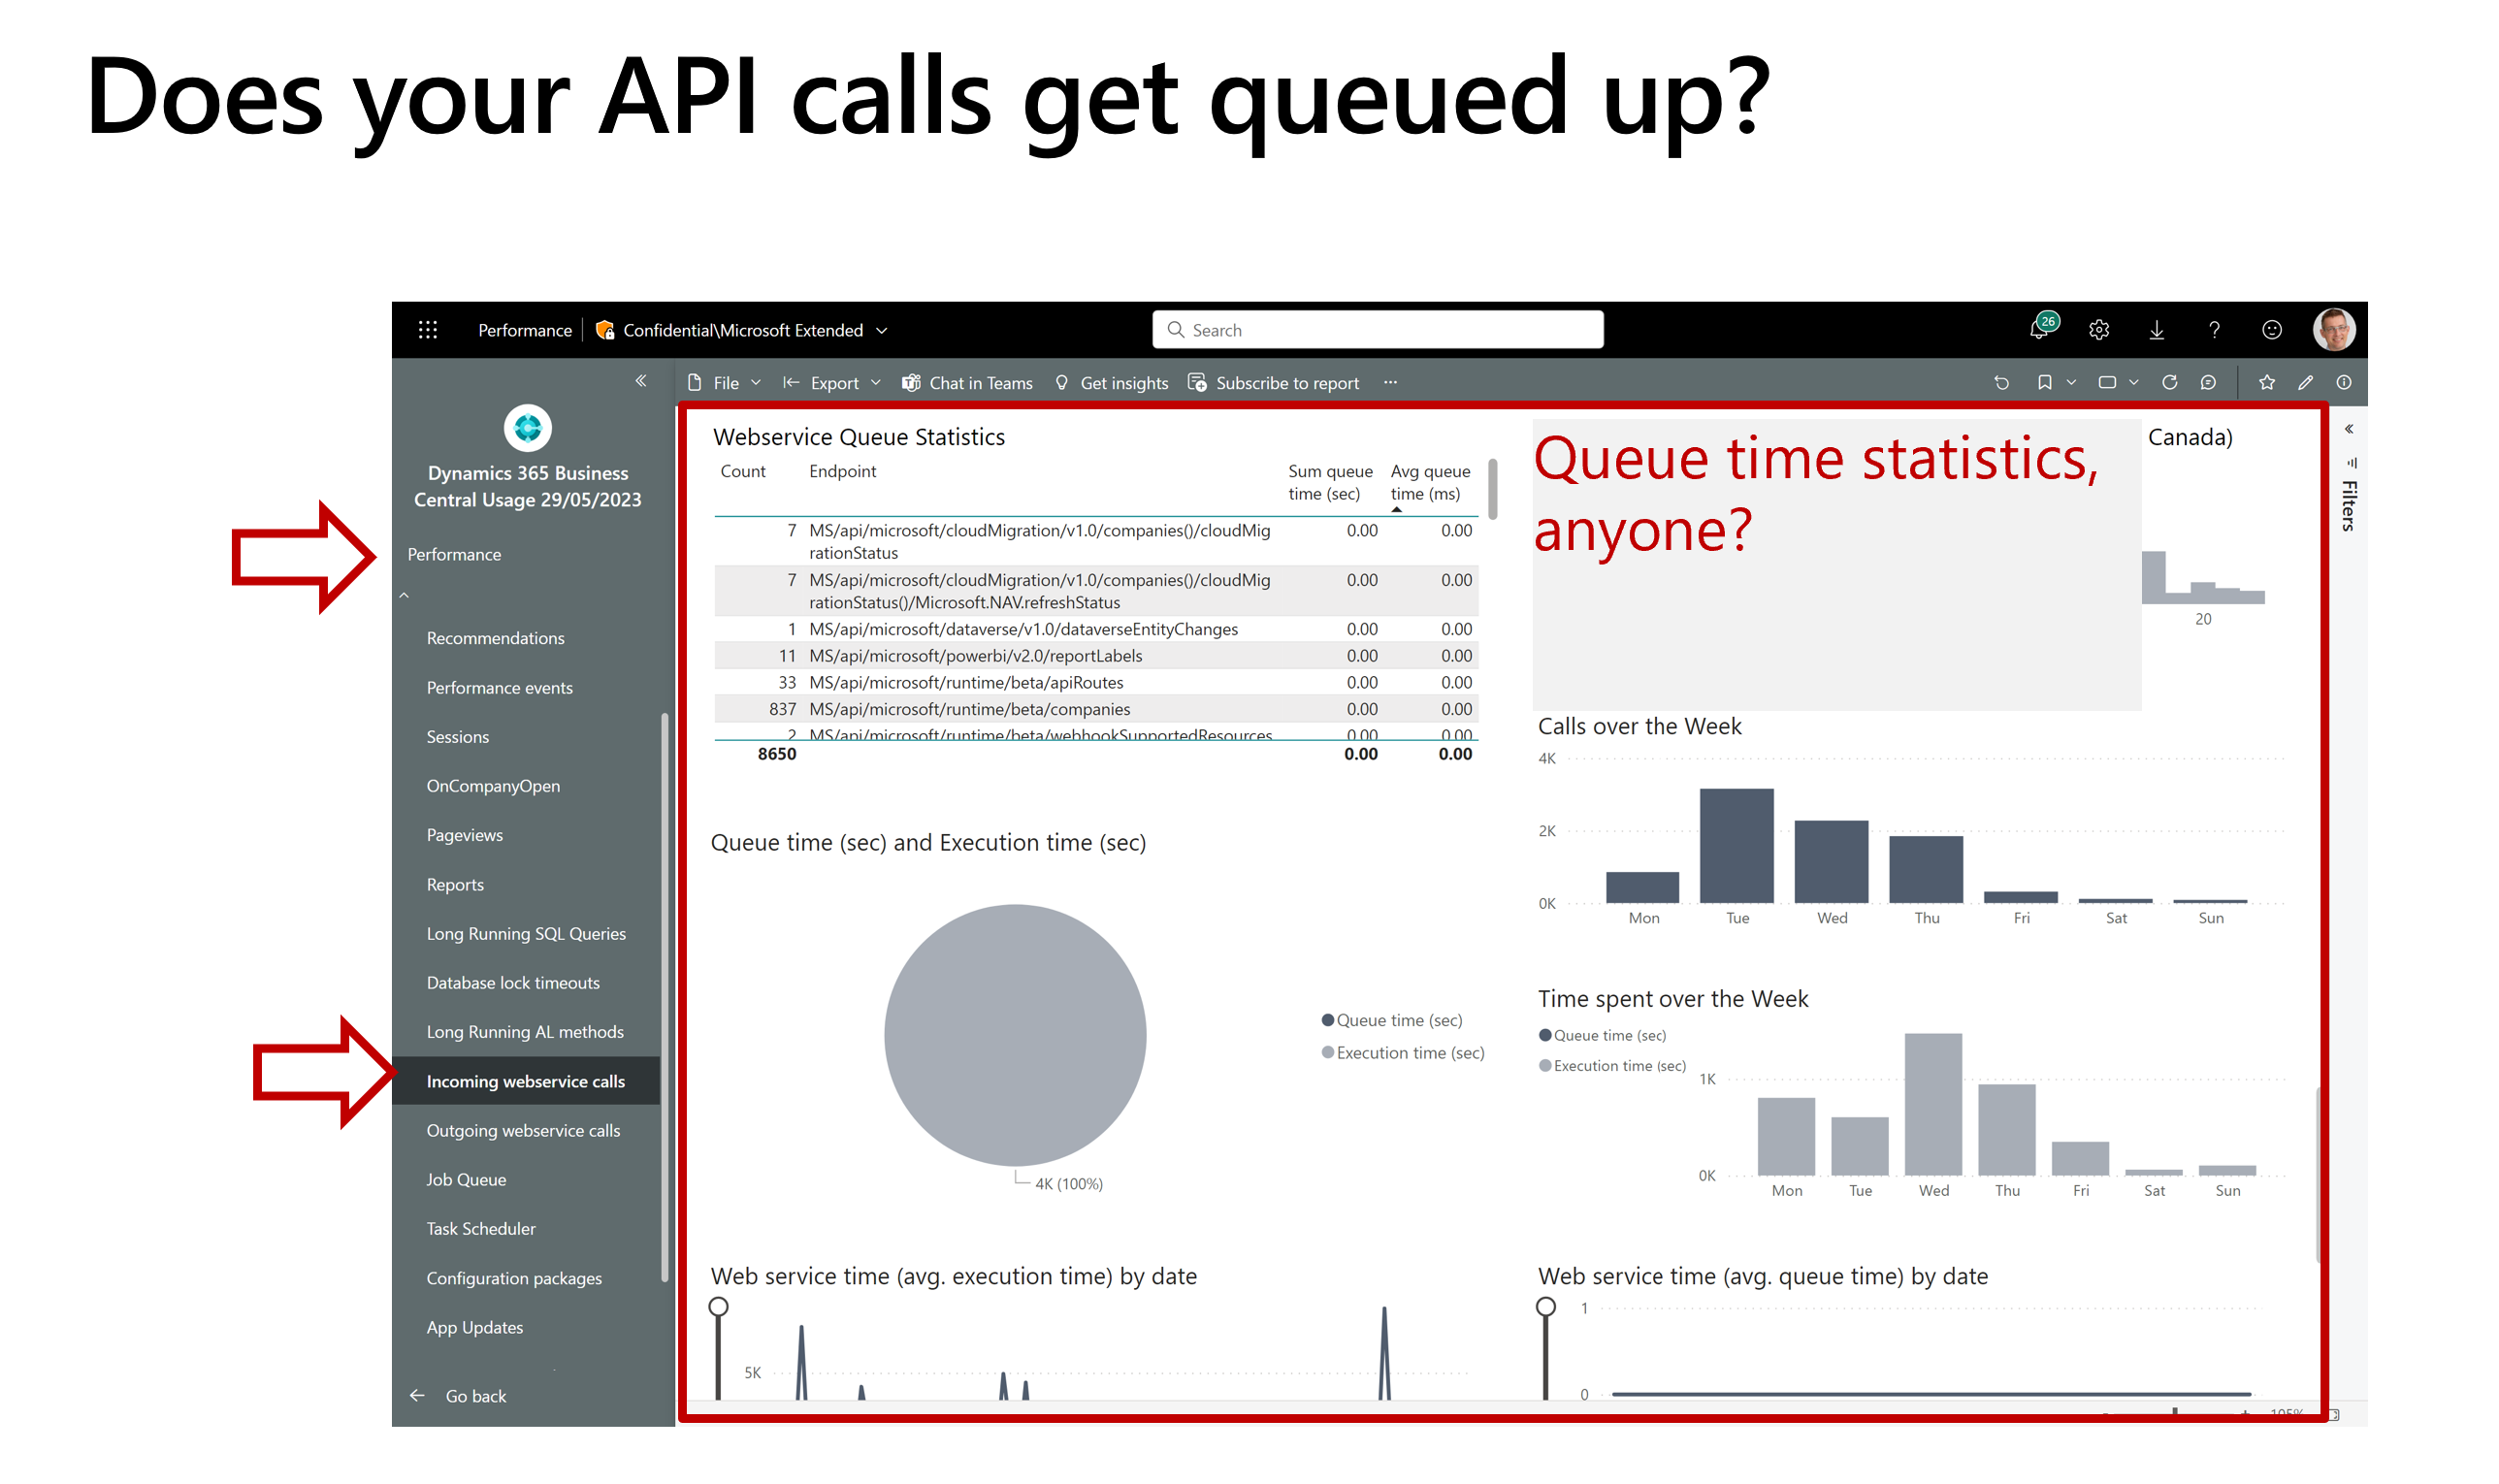 Does your API calls get queued up?
Performance
Confidential\Microsoft Extended
Search
26
File
Export
Chat in Teams
Get insights
Subscribe to report
Dynamics 365 Business
Central Usage 29/05/2023
Performance
Recommendations
Performance events
Sessions
OnCompanyOpen
Pageviews
Reports
Long Running SQL Queries
Database lock timeouts
Long Running AL methods
Incoming webservice calls
Outgoing webservice calls
Job Queue
Task Scheduler
Configuration packages
App Updates
Go back
Webservice Queue Statistics
Count Endpoint Sum queue time (sec) Avg queue time (ms)
7 MS/api/microsoft/cloudMigration/v1.0/companies()/cloudMig 0.00 0.00
rationStatus
7 MS/api/microsoft/cloudMigration/v1.0/companies()/cloudMig 0.00 0.00
rationStatus()/Microsoft.NAV.refreshStatus
1 MS/api/microsoft/dataverse/v1.0/dataverseEntityChanges 0.00 0.00
11 MS/api/microsoft/powerbi/v2.0/reportLabels 0.00 0.00
33 MS/api/microsoft/runtime/beta/apiRoutes 0.00 0.00
837 MS/api/microsoft/runtime/beta/companies 0.00 0.00
2 MS/api/microsoft/runtime/beta/webhookSupportedResources 0.00 0.00
8650 0.00 0.00
Queue time statistics,
anyone?
Canada)
20
Filters
Calls over the Week
4K
2K
0K
Mon Tue Wed Thu Fri Sat Sun
Queue time (sec) and Execution time (sec)
Queue time (sec)
Execution time (sec)
4K (100%)
Time spent over the Week
Queue time (sec)
Execution time (sec)
1K
0K
Mon Tue Wed Thu Fri Sat Sun
Web service time (avg. execution time) by date
5K
Web service time (avg. queue time) by date
1
0
105%